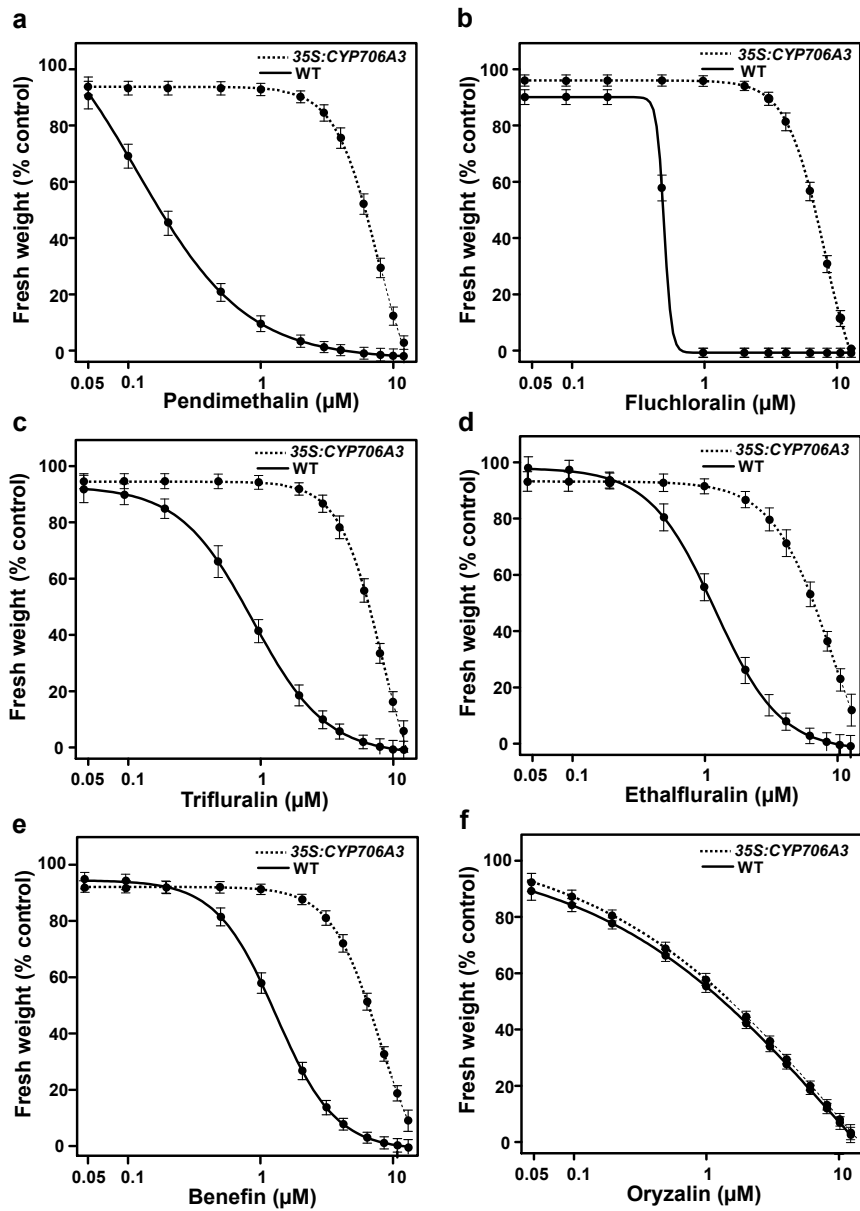 a
35S:CYP706A3
WT
Fresh weight (% control)
100
80
60
40
20
0
0.05 0.1 1 10
Pendimethalin (µM)
b
35S:CYP706A3
WT
Fresh weight (% control)
100
80
60
40
20
0
0.05 0.1 1 10
Fluchloralin (µM)
c
35S:CYP706A3
WT
Fresh weight (% control)
100
80
60
40
20
0
0.05 0.1 1 10
Trifluralin (µM)
d
35S:CYP706A3
WT
Fresh weight (% control)
100
80
60
40
20
0
0.05 0.1 1 10
Ethalfluralin (µM)
e
35S:CYP706A3
WT
Fresh weight (% control)
100
80
60
40
20
0
0.05 0.1 1 10
Benefin (µM)
f
35S:CYP706A3
WT
Fresh weight (% control)
100
80
60
40
20
0
0.05 0.1 1 10
Oryzalin (µM)